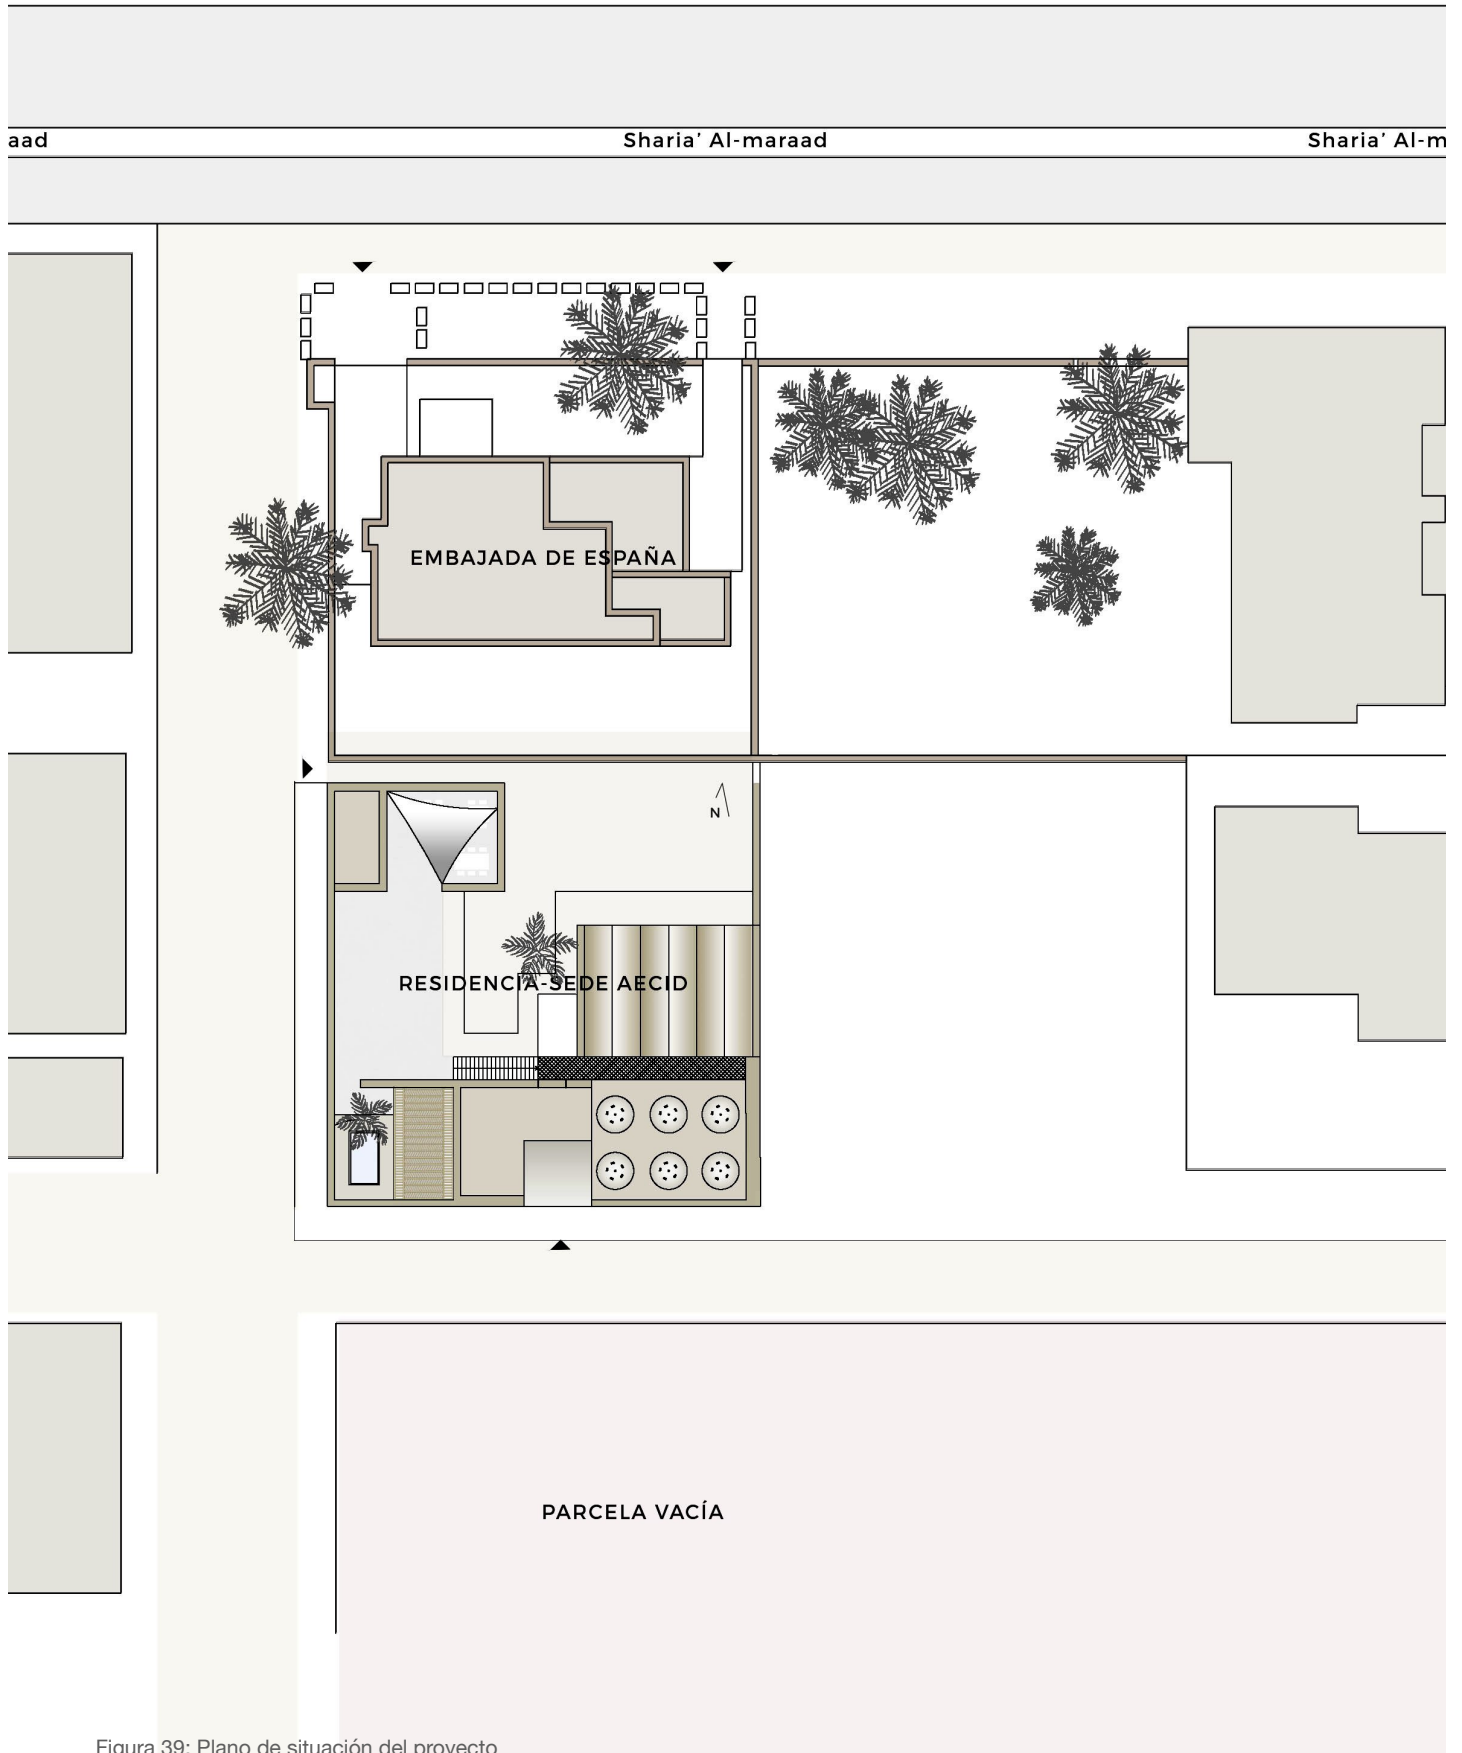 aad
Sharia’ Al-maraad
Sharia’ Al-m
EMBAJADA DE ESPAÑA
N
RESIDENCIA-SEDE AECID
PARCELA VACÍA
Figura 39: Plano de situación del proyecto